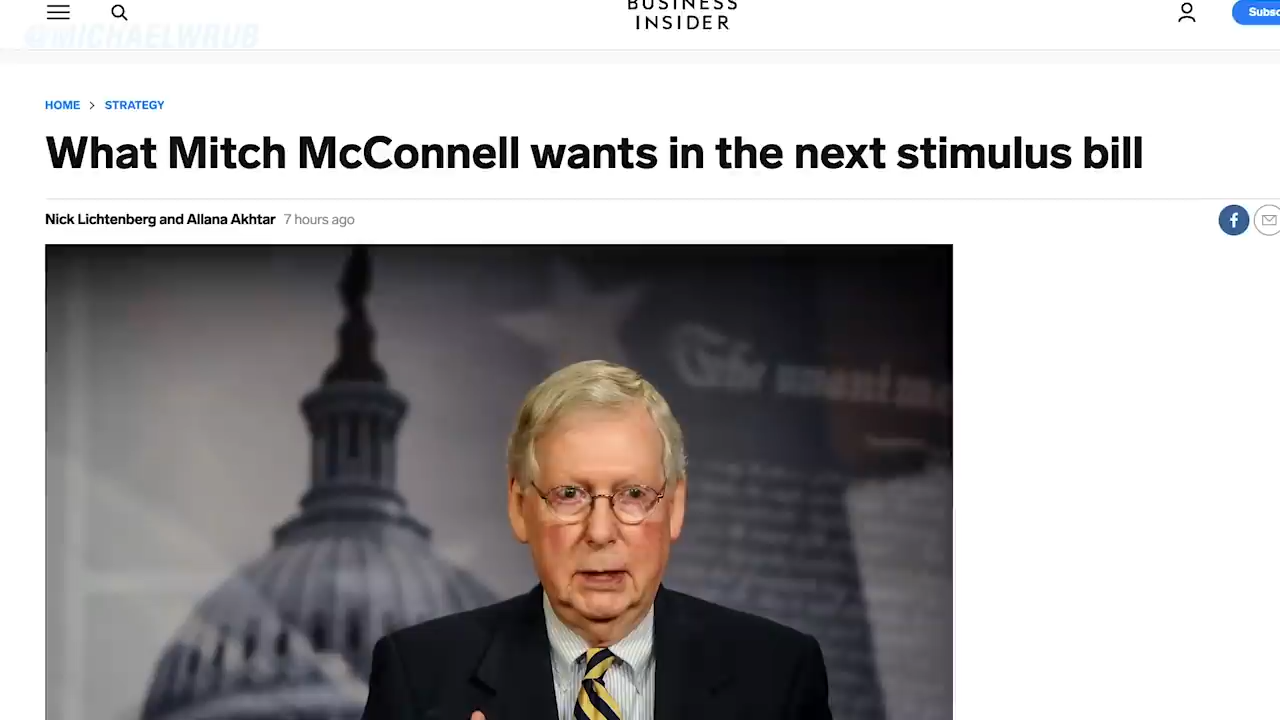 BUSINESS
INSIDER
Subsc
@MICHAELWRUB
HOME > STRATEGY
What Mitch McConnell wants in the next stimulus bill
Nick Lichtenberg and Allana Akhtar 7 hours ago
f